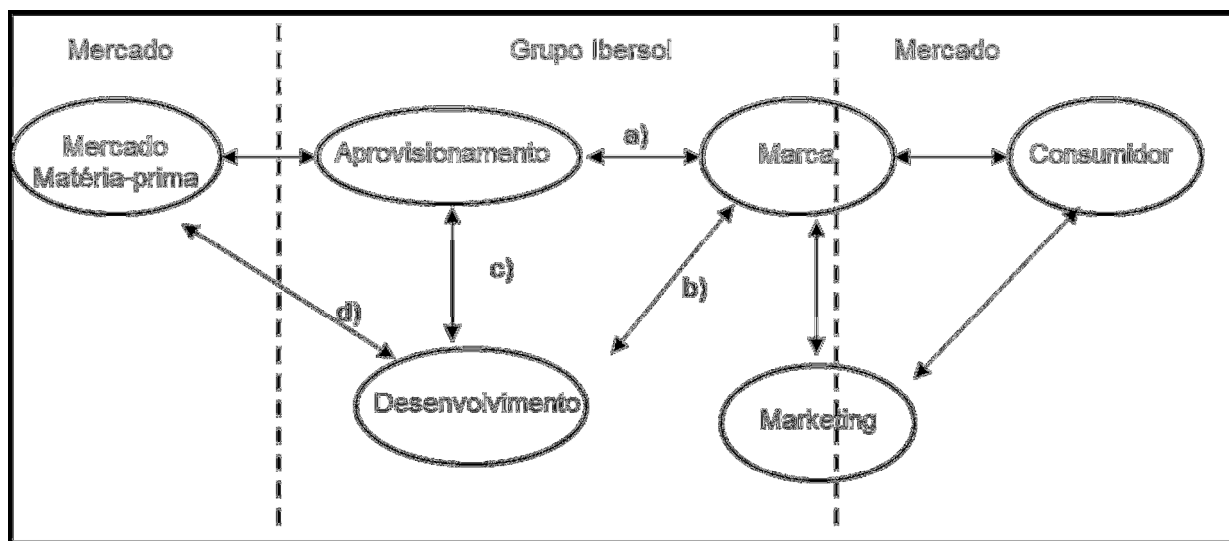 Mercado
Grupo Ibersol
Mercado
Mercado
Matéria-prima
Aprovisionamento
a)
Marca
Consumidor
c)
b)
d)
Desenvolvimento
Marketing